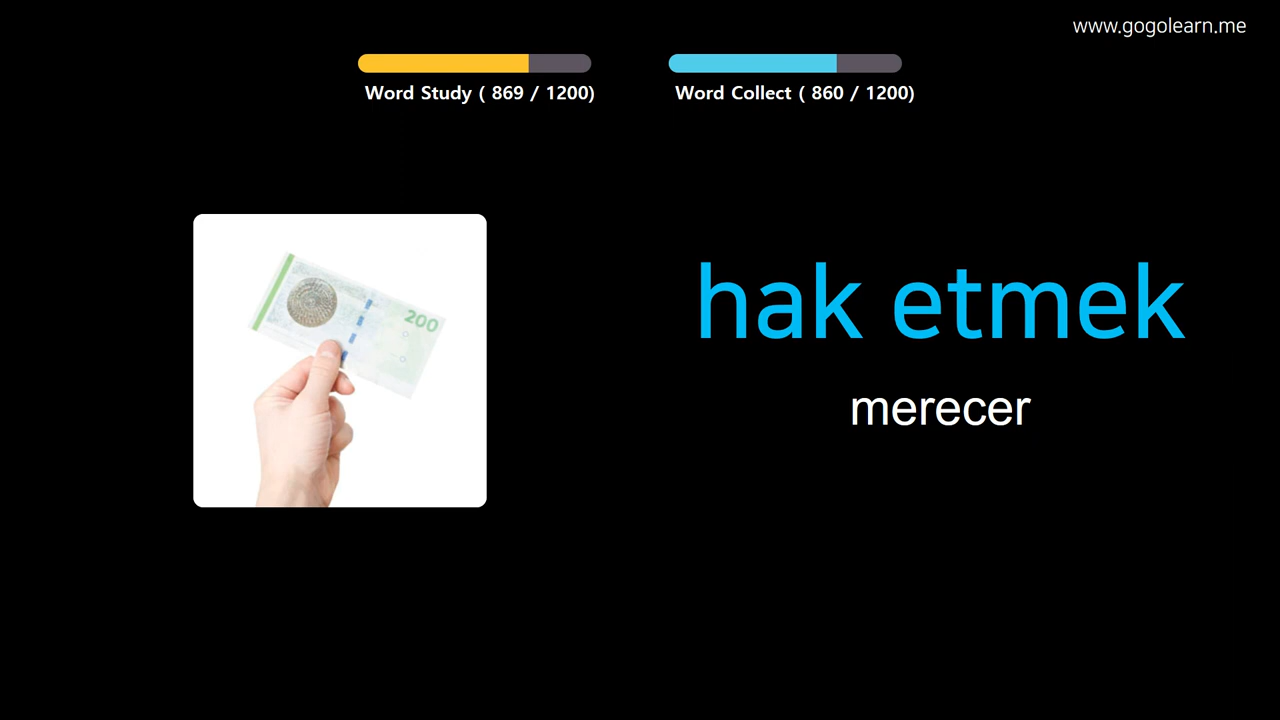 www.gogolearn.me
Word Study ( 869 / 1200)
Word Collect ( 860 / 1200)
200
hak etmek
merecer